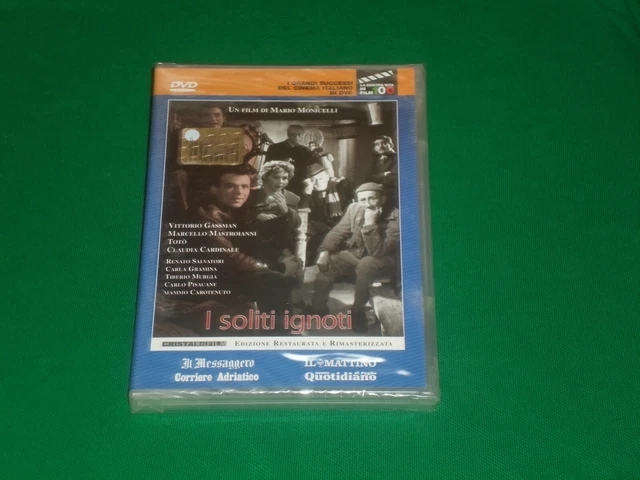 DVD
I GRANDI SUCCESSI
DEL CINEMA ITALIANO
IN DVD
UN FILM DI MARIO MONICELLI
VITTORIO GASSMAN
MARCELLO MASTROIANNI
TOTÒ
CLAUDIA CARDINALE
RENATO SALVATORI
CARLA GRAMINA
TIBERIO MURGIA
CARLO PISACANE
MAMMO CAROTENUTO
I soliti ignoti
EDIZIONE RESTAURATA E RIMASTERIZZATA
Il Messaggero
IL MATTINO
Corriere Adriatico
Quotidiano